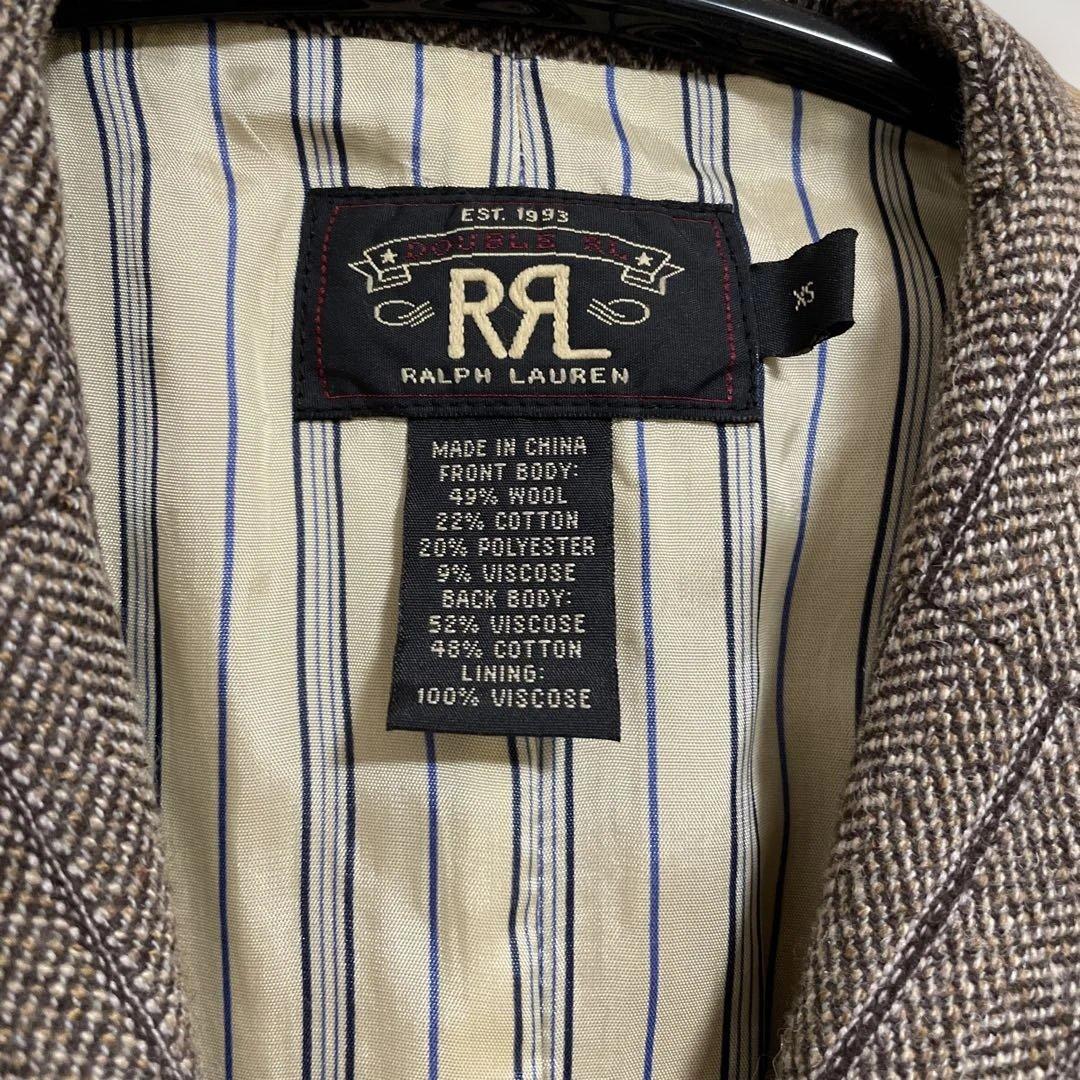 EST. 1993
DOUBLE RL
RRL
RALPH LAUREN
XS
MADE IN CHINA
FRONT BODY:
49% WOOL
22% COTTON
20% POLYESTER
9% VISCOSE
BACK BODY:
52% VISCOSE
48% COTTON
LINING:
100% VISCOSE